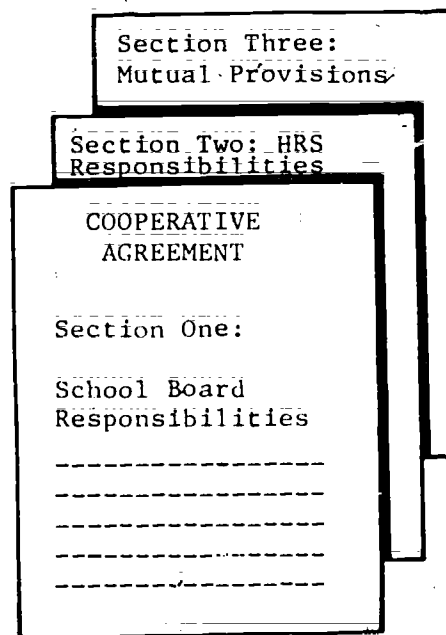 Section Three:
Mutual Provisions
Section Two: HRS
Responsibilities
COOPERATIVE
AGREEMENT
Section One:
School Board
Responsibilities